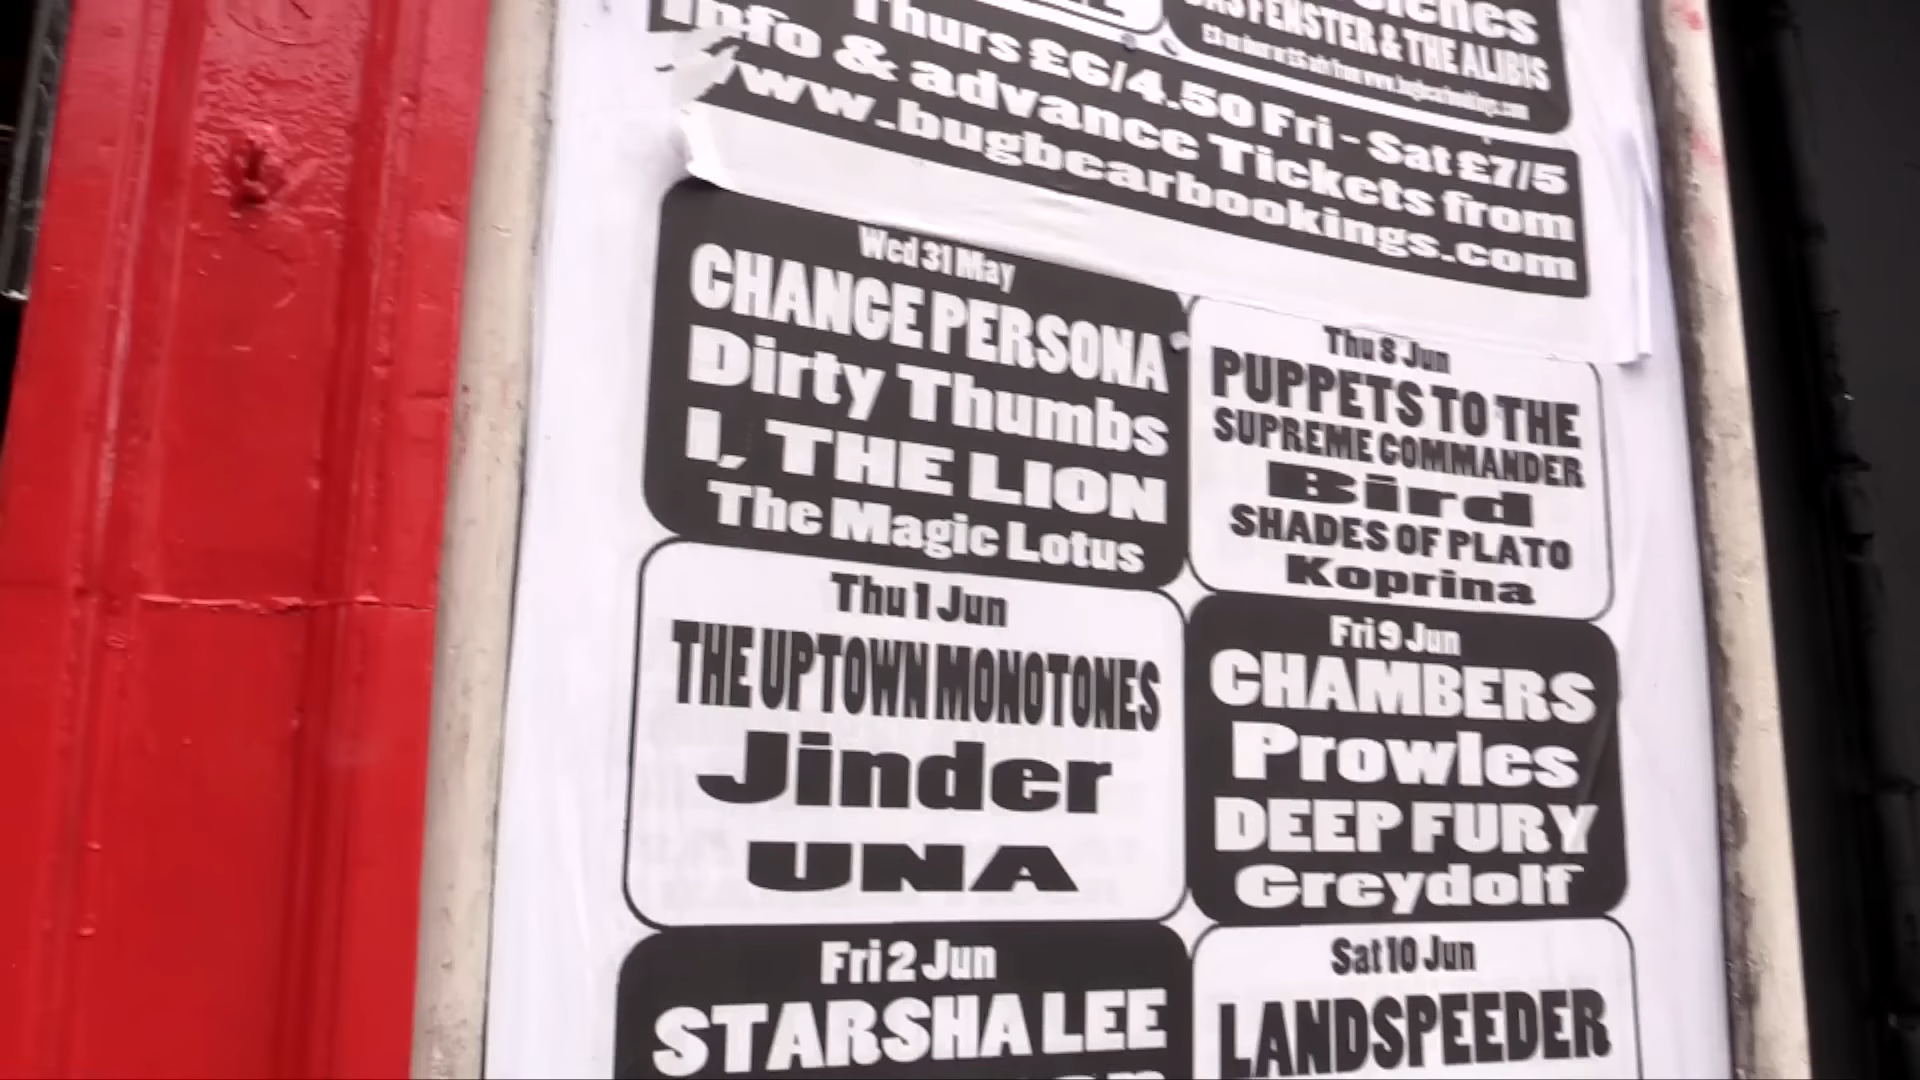 FENSTER & THE ALIBIS
Thurs £6/4.50 Fri - Sat £7/5
Info & advance Tickets from
www.bugbearbookings.com
Wed 31 May
CHANGE PERSONA
Dirty Thumbs
I, THE LION
The Magic Lotus
Thu 1 Jun
THE UPTOWN MONOTONES
Jinder
UNA
Fri 2 Jun
STARSHA LEE
Thu 8 Jun
PUPPETS TO THE
SUPREME COMMANDER
Bird
SHADES OF PLATO
Koprina
Fri 9 Jun
CHAMBERS
Prowles
DEEP FURY
Greydolf
Sat 10 Jun
LANDSPEEDER